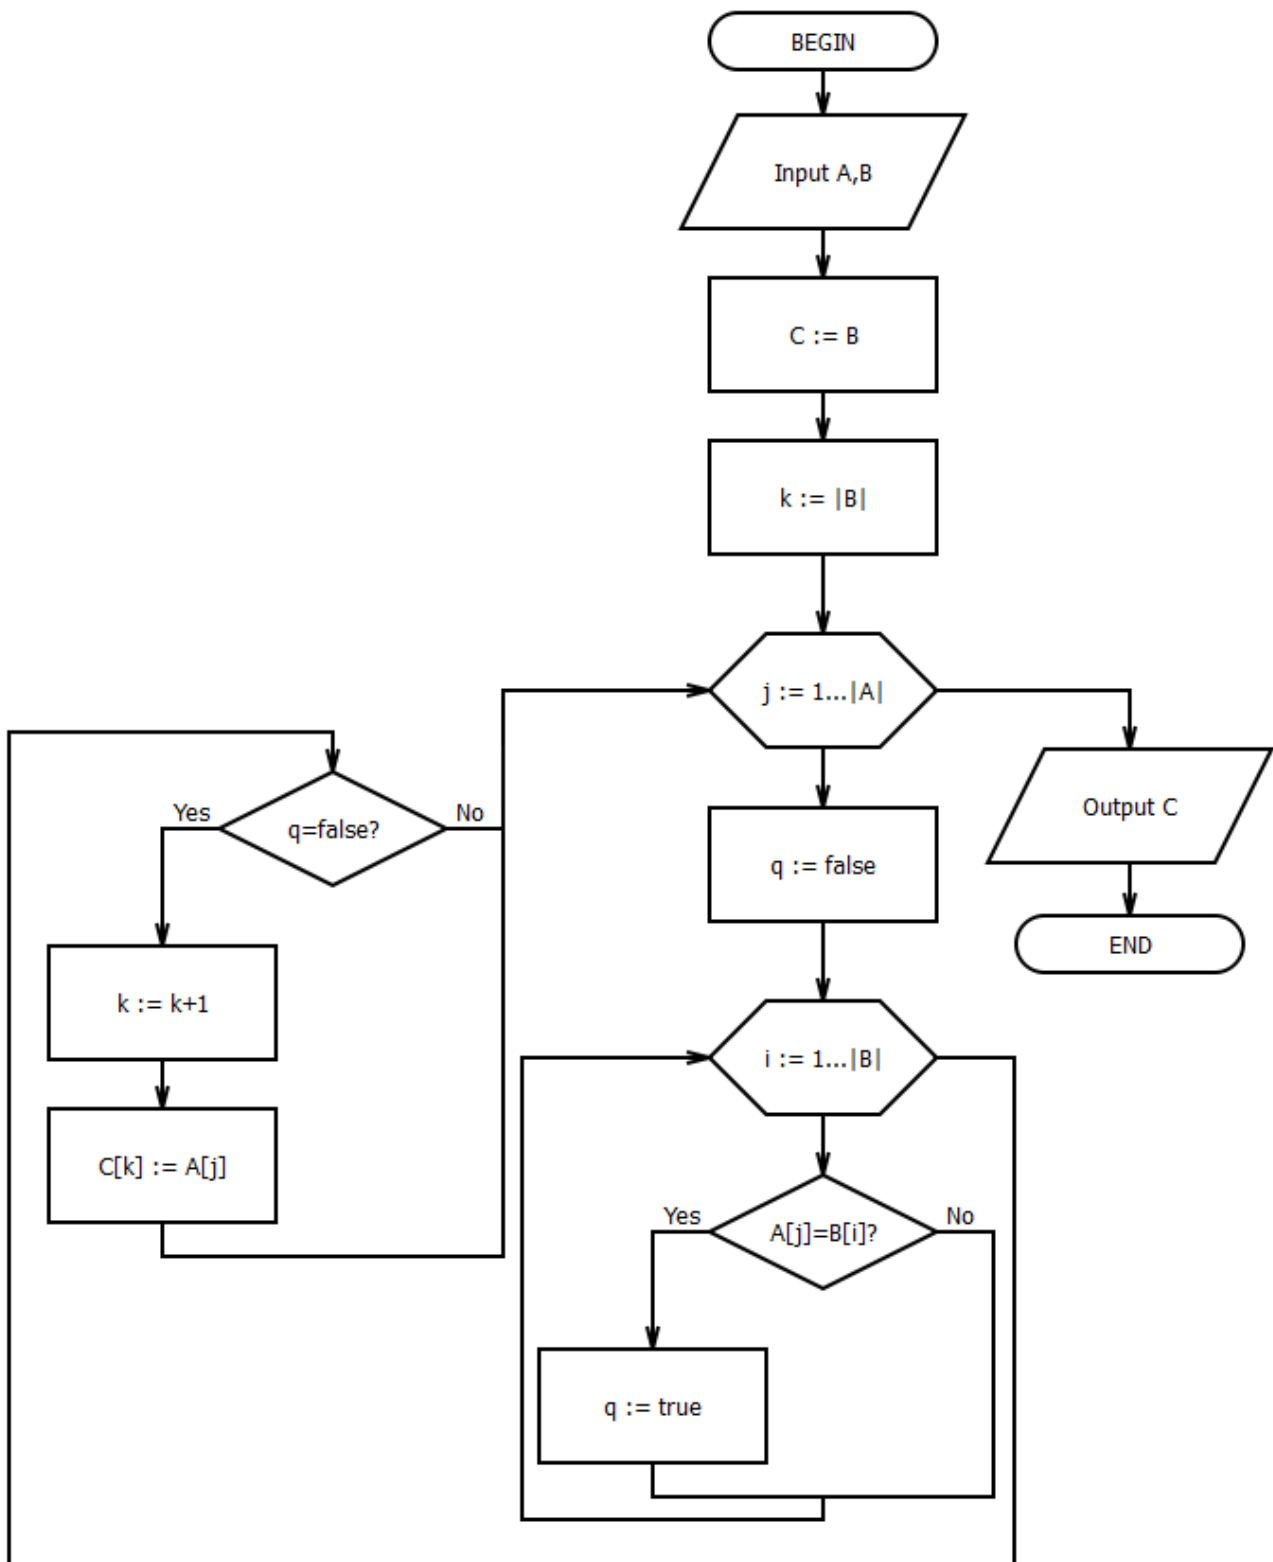 BEGIN
Input A,B
C := B
k := |B|
j := 1...|A|
Yes
q=false?
No
Output C
q := false
END
k := k+1
i := 1...|B|
C[k] := A[j]
Yes
A[j]=B[i]?
No
q := true